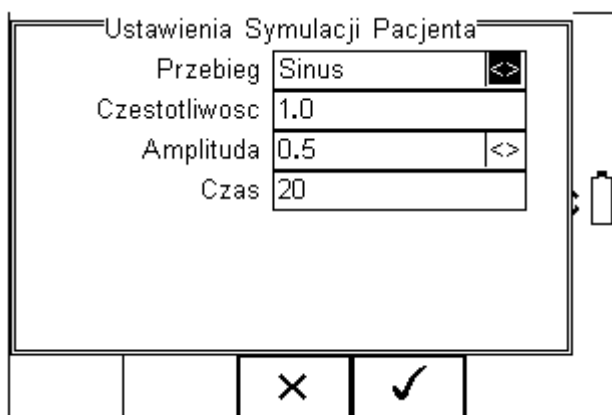 Ustawienia Symulacji Pacjenta
Przebieg Sinus <>
Czestotliwosc 1.0
Amplituda 0.5 <>
Czas 20